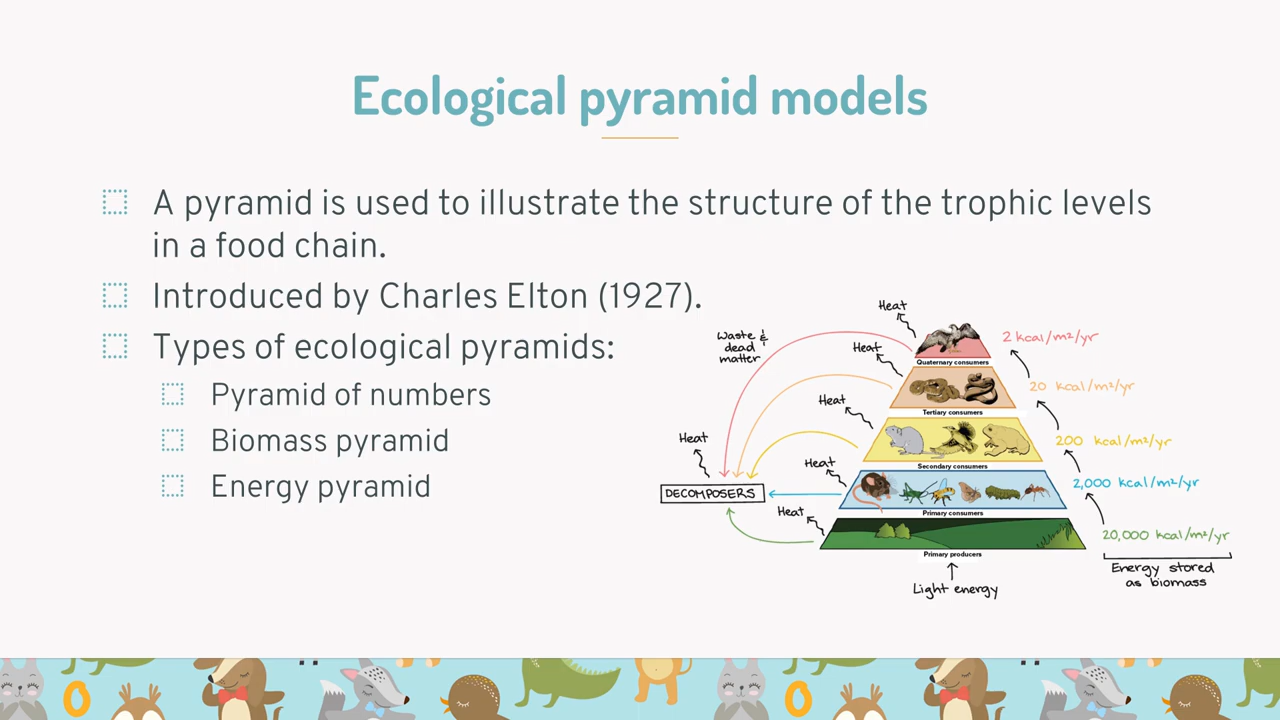 Ecological pyramid models
A pyramid is used to illustrate the structure of the trophic levels
in a food chain.
Introduced by Charles Elton (1927).
Types of ecological pyramids:
Pyramid of numbers
Biomass pyramid
Energy pyramid
Heat
Waste &
dead
matter
Quaternary consumers
2 kcal/m²/yr
Heat
Tertiary consumers
20 kcal/m²/yr
Heat
Secondary consumers
200 kcal/m²/yr
Heat
Primary consumers
2,000 kcal/m²/yr
Heat
DECOMPOSERS
Heat
Primary producers
20,000 kcal/m²/yr
Light energy
Energy stored
as biomass